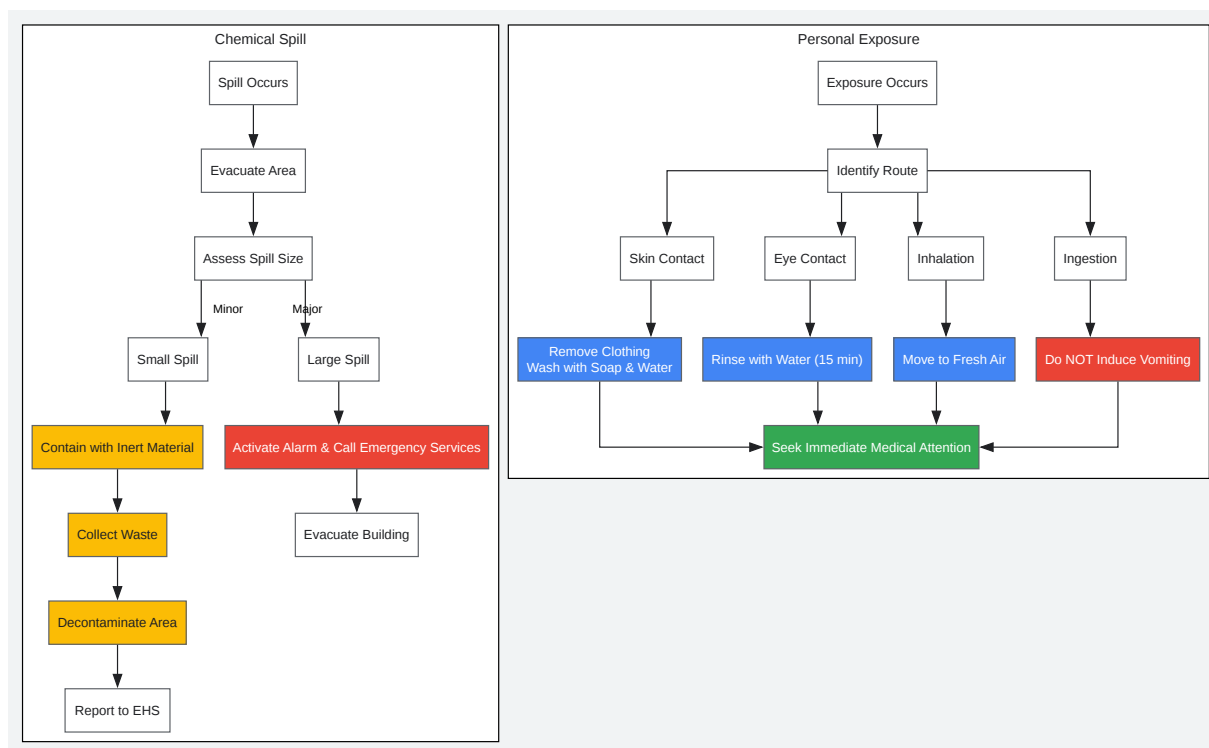 Chemical Spill
Spill Occurs
Evacuate Area
Assess Spill Size
Minor
Major
Small Spill
Large Spill
Contain with Inert Material
Activate Alarm & Call Emergency Services
Collect Waste
Evacuate Building
Decontaminate Area
Report to EHS
Personal Exposure
Exposure Occurs
Identify Route
Skin Contact
Eye Contact
Inhalation
Ingestion
Remove Clothing
Wash with Soap & Water
Rinse with Water (15 min)
Move to Fresh Air
Do NOT Induce Vomiting
Seek Immediate Medical Attention